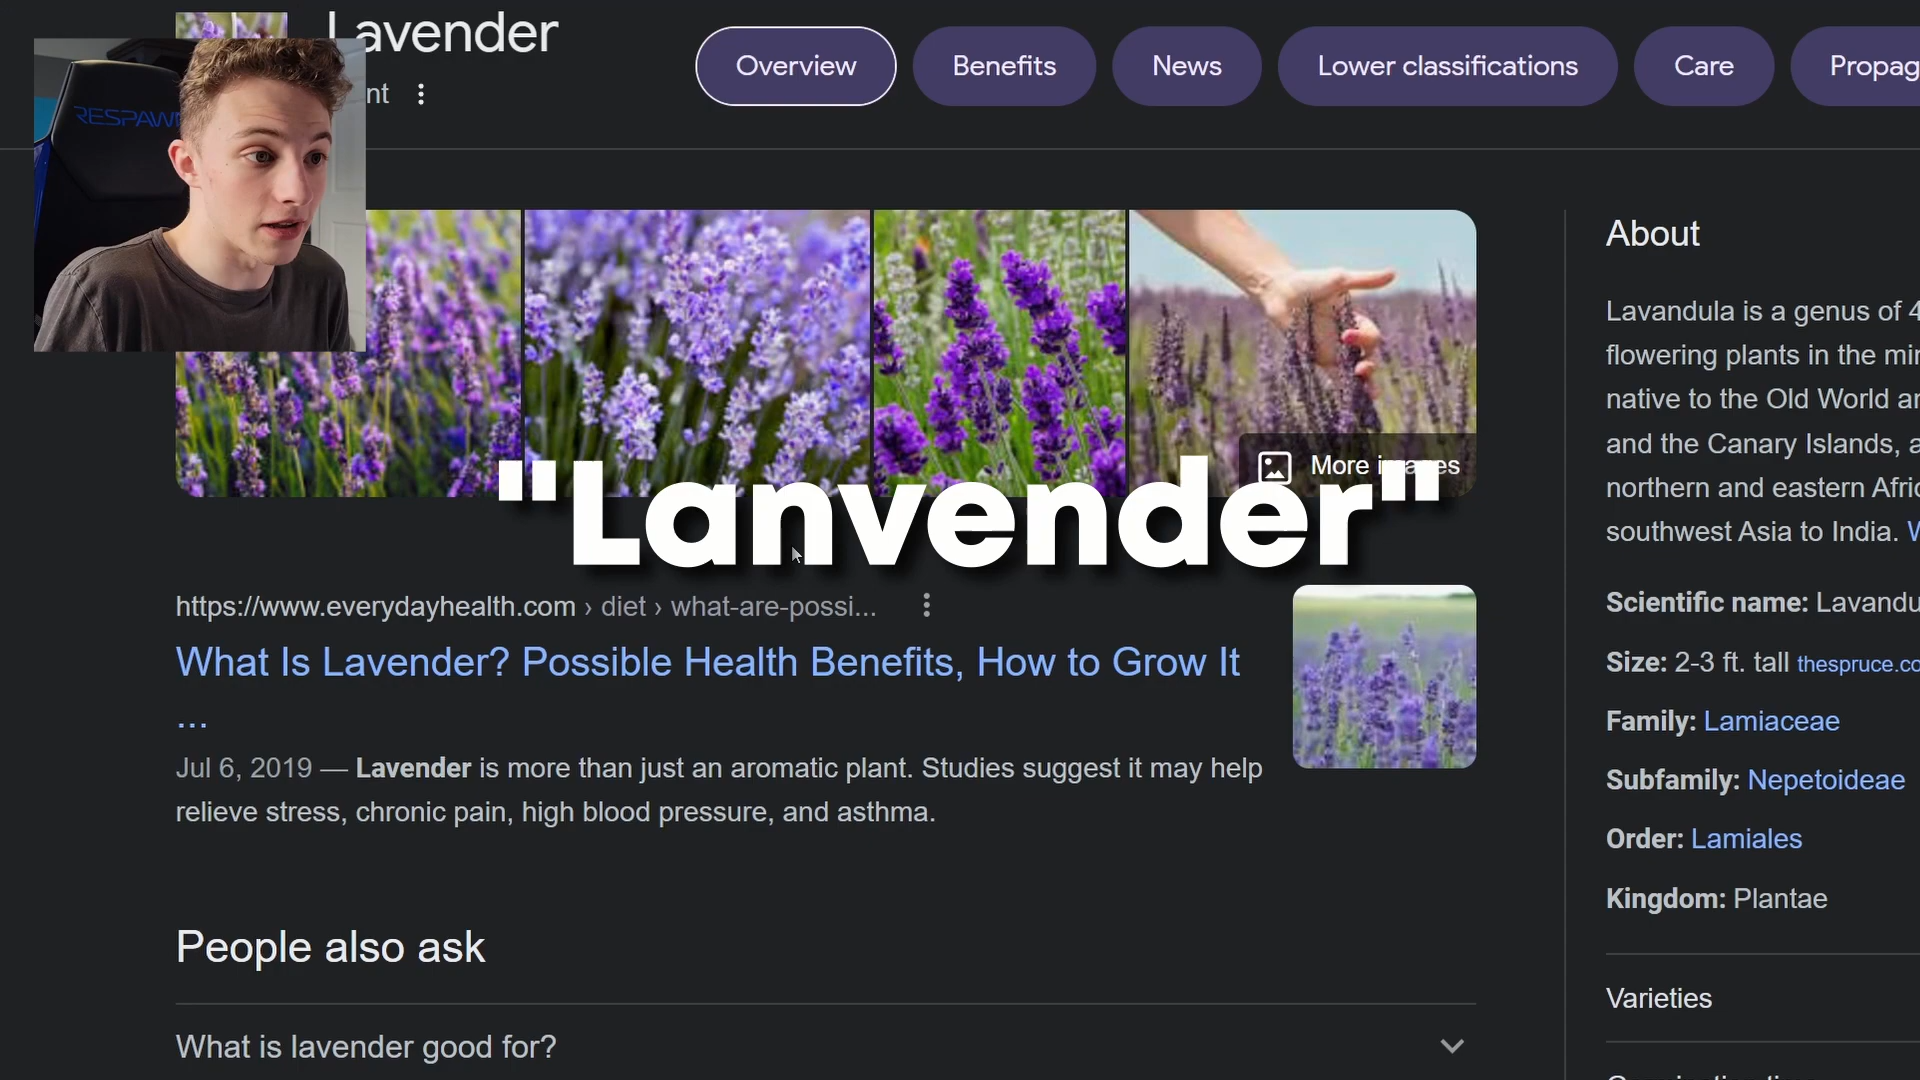 Lavender
nt
Overview
Benefits
News
Lower classifications
Care
Propag
RESPAW
More images
"Lanvender"
https://www.everydayhealth.com › diet › what-are-possi...
What Is Lavender? Possible Health Benefits, How to Grow It
...
Jul 6, 2019 — Lavender is more than just an aromatic plant. Studies suggest it may help
relieve stress, chronic pain, high blood pressure, and asthma.
People also ask
What is lavender good for?
About
Lavandula is a genus of 4
flowering plants in the mi
native to the Old World a
and the Canary Islands, a
northern and eastern Afric
southwest Asia to India. W
Scientific name: Lavandu
Size: 2-3 ft. tall thespruce.co
Family: Lamiaceae
Subfamily: Nepetoideae
Order: Lamiales
Kingdom: Plantae
Varieties